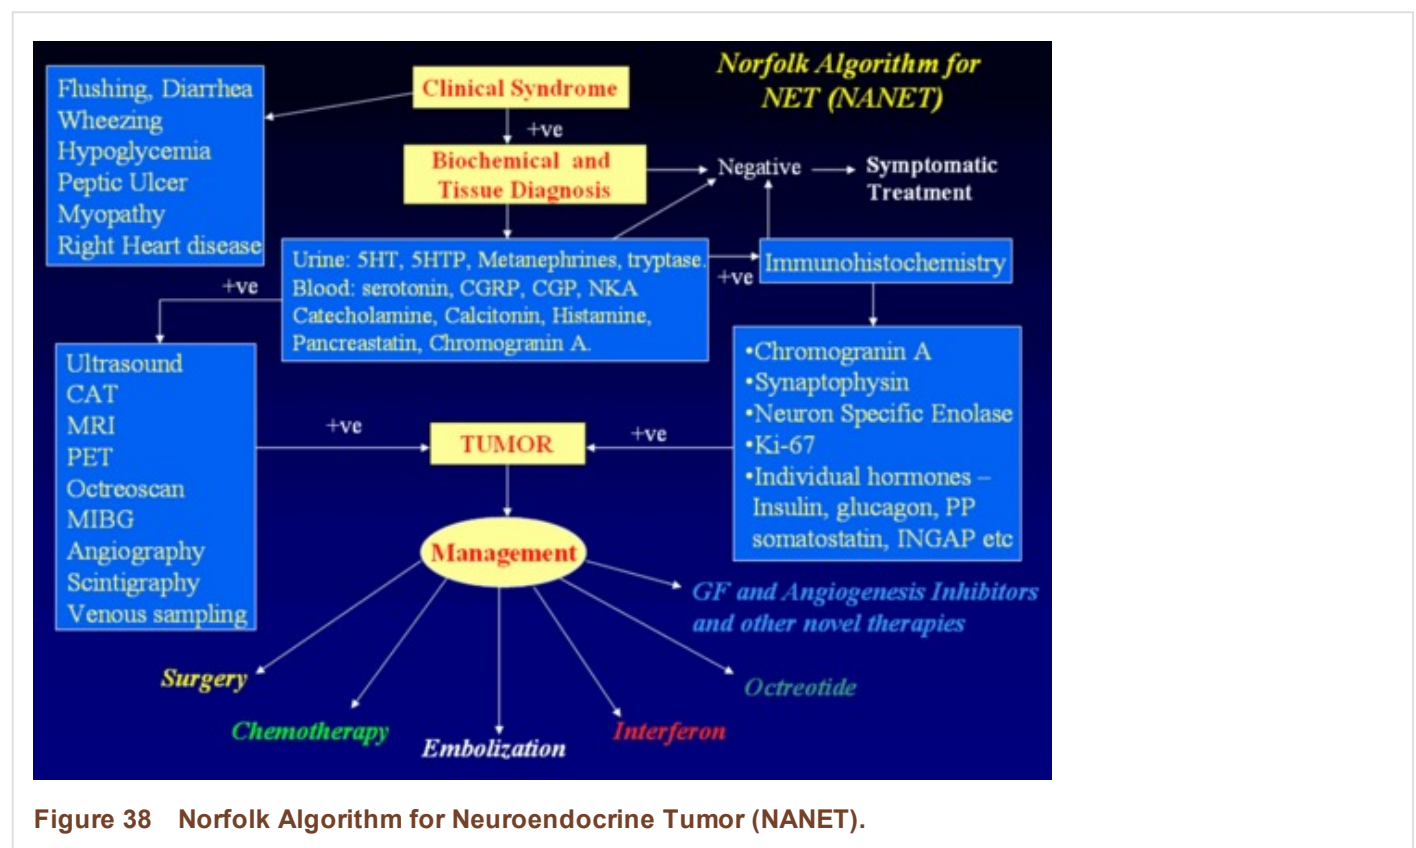 Norfolk Algorithm for
NET (NANET)
Clinical Syndrome
Flushing, Diarrhea
Wheezing
Hypoglycemia
Peptic Ulcer
Myopathy
Right Heart disease
+ve
Biochemical and
Tissue Diagnosis
Negative
Symptomatic
Treatment
Urine: 5HT, 5HTP, Metanephrines, tryptase.
Blood: serotonin, CGRP, CGP, NKA
Catecholamine, Calcitonin, Histamine,
Pancreastatin, Chromogranin A.
+ve
Immunohistochemistry
+ve
Ultrasound
CAT
MRI
PET
Octreoscan
MIBG
Angiography
Scintigraphy
Venous sampling
+ve
TUMOR
+ve
•Chromogranin A
•Synaptophysin
•Neuron Specific Enolase
•Ki-67
•Individual hormones –
Insulin, glucagon, PP
somatostatin, INGAP etc
Management
GF and Angiogenesis Inhibitors
and other novel therapies
Surgery
Chemotherapy
Embolization
Interferon
Octreotide
Figure 38 Norfolk Algorithm for Neuroendocrine Tumor (NANET).